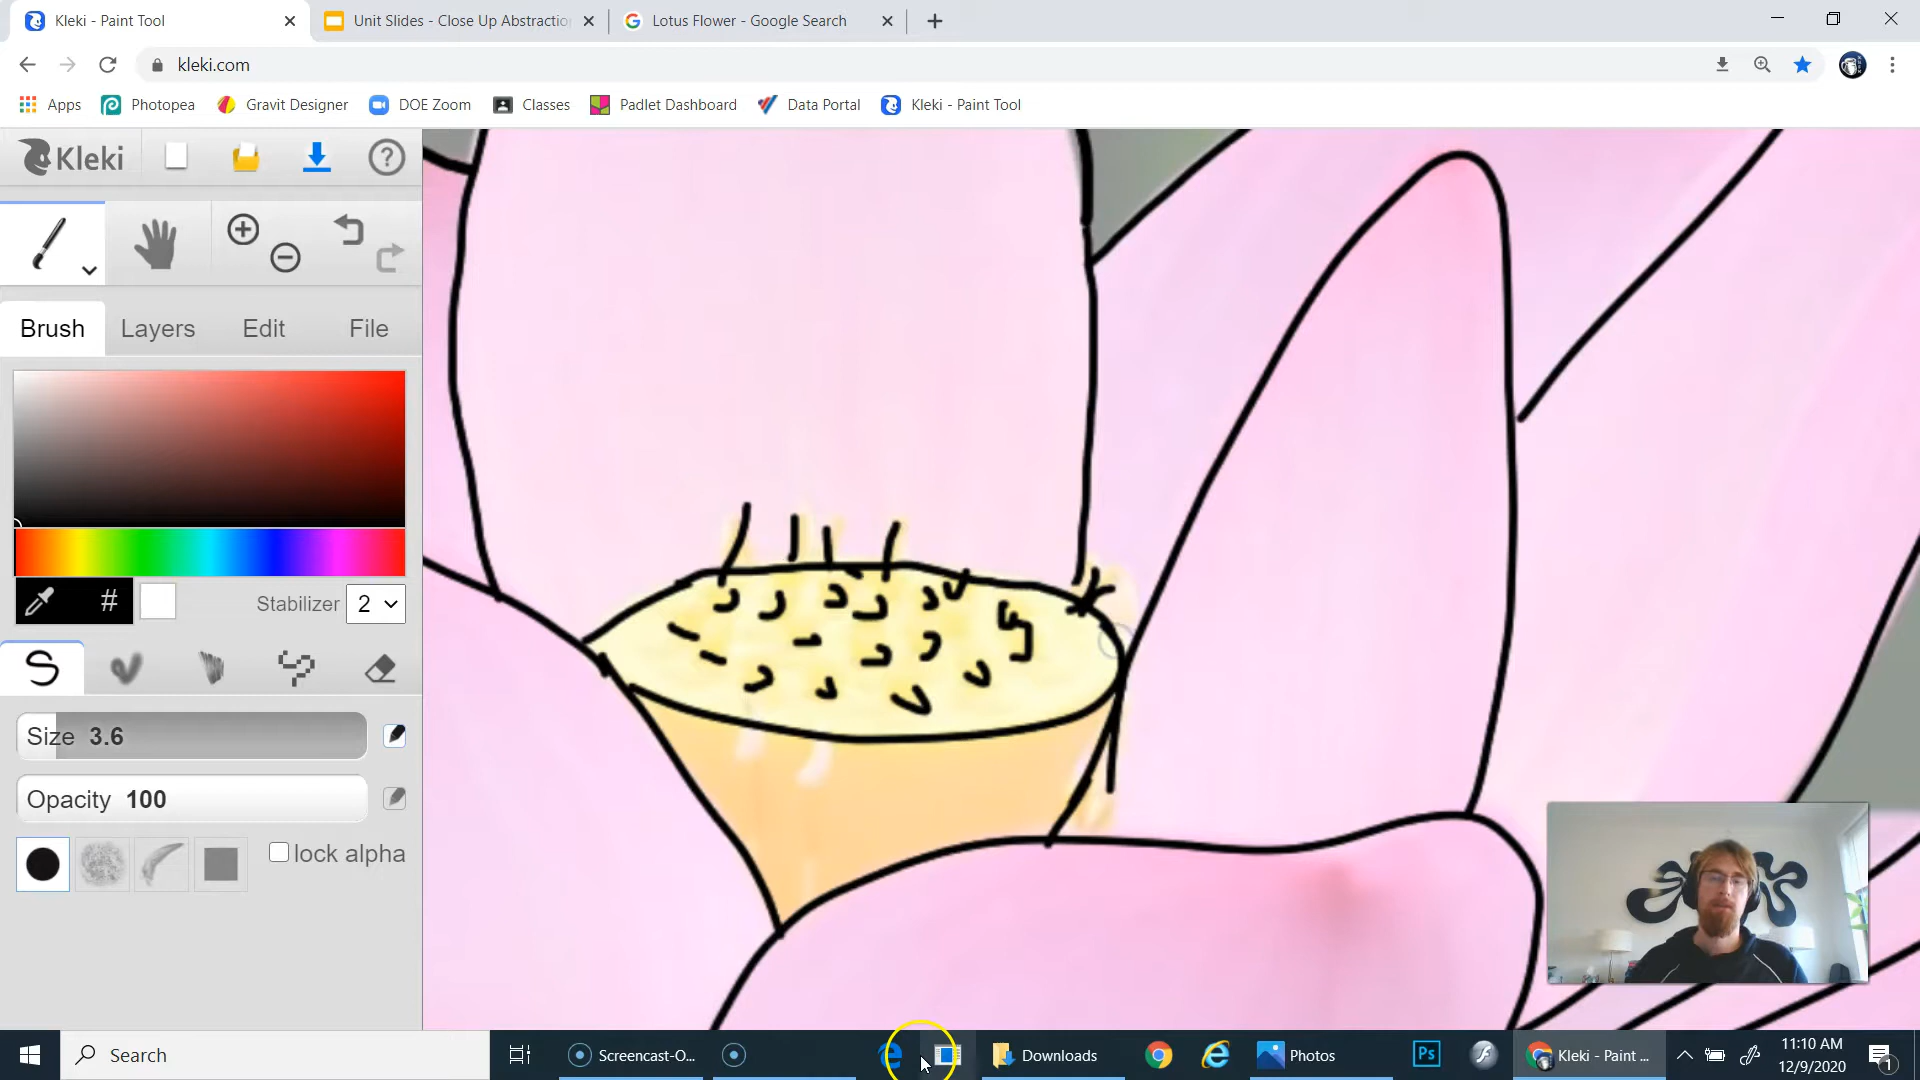 Kleki - Paint Tool
Unit Slides - Close Up Abstractio
Lotus Flower - Google Search
kleki.com
Apps
Photopea
Gravit Designer
DOE Zoom
Classes
Padlet Dashboard
Data Portal
Kleki - Paint Tool
Kleki
Brush
Layers
Edit
File
#
Stabilizer 2
Size 3.6
Opacity 100
lock alpha
Search
Screencast-O...
Downloads
Photos
Ps
Kleki - Paint ...
11:10 AM
12/9/2020
1